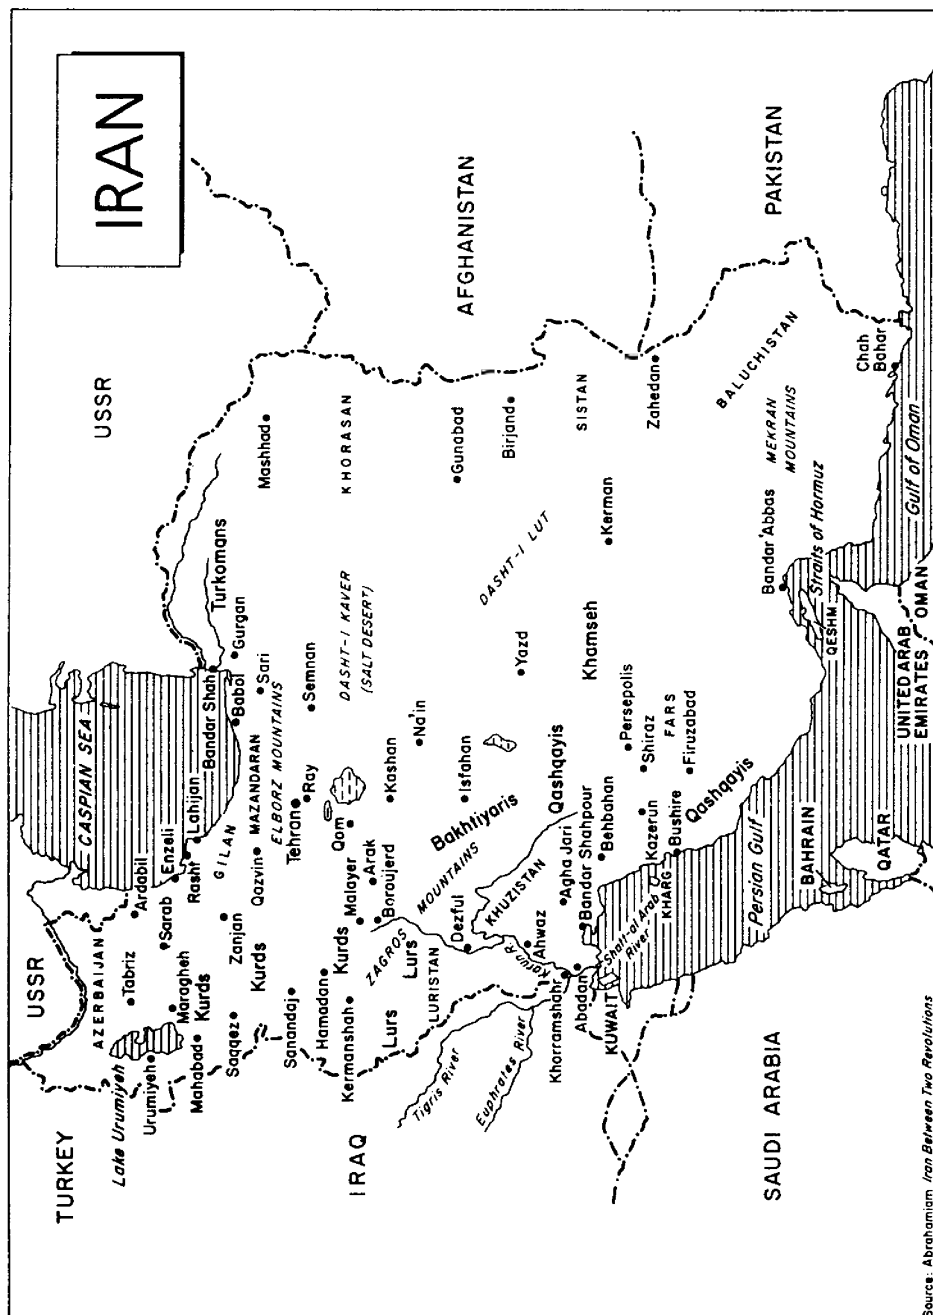 IRAN
TURKEY
USSR
USSR
CASPIAN SEA
Lake Urumiyeh
AZERBAIJAN
Ardabil
Tabriz
Urumiyeh
Sarab
Enzeli
Maragheh
Kurds
Rasht
Lahijan
Bandar Shah
Turkomans
Mahabad
GILAN
Babol
Gurgan
Saqqez
Zanjan
Kurds
Qazvin
MAZANDARAN
Sari
Mashhad
ELBORZ MOUNTAINS
Sanandaj
Tehran
Ray
Semnan
Hamadan
Kurds
Qam
DASHT-I KAVER
(SALT DESERT)
KHORASAN
IRAQ
Kermanshah
Malayer
Arak
Boroujerd
Kashan
ZAGROS
MOUNTAINS
Lurs
Lurs
Na'in
LURISTAN
Bakhtiyaris
Gunabad
AFGHANISTAN
Tigris River
Dezful
Isfahan
Euphrates River
KHUZISTAN
DASHT-I LUT
Birjand
Karun R.
Ahwaz
Yazd
Khorramshahr
Agha Jari
Qashqayis
Abadan
Bandar Shahpour
Khamseh
SISTAN
KUWAIT
Shatt-al Arab
River
Behbahan
Kerman
Persepolis
Kazerun
Shiraz
Zahedan
KHARG
FARS
Bushire
Firuzabad
Qashqayis
BALUCHISTAN
Persian Gulf
Bandar 'Abbas
MEKRAN
MOUNTAINS
PAKISTAN
SAUDI ARABIA
BAHRAIN
QESHM
Straits of Hormuz
QATAR
Chah
Bahar
UNITED ARAB
EMIRATES
OMAN
Gulf of Oman
Source: Abrahamiam Iran Between Two Revolutions